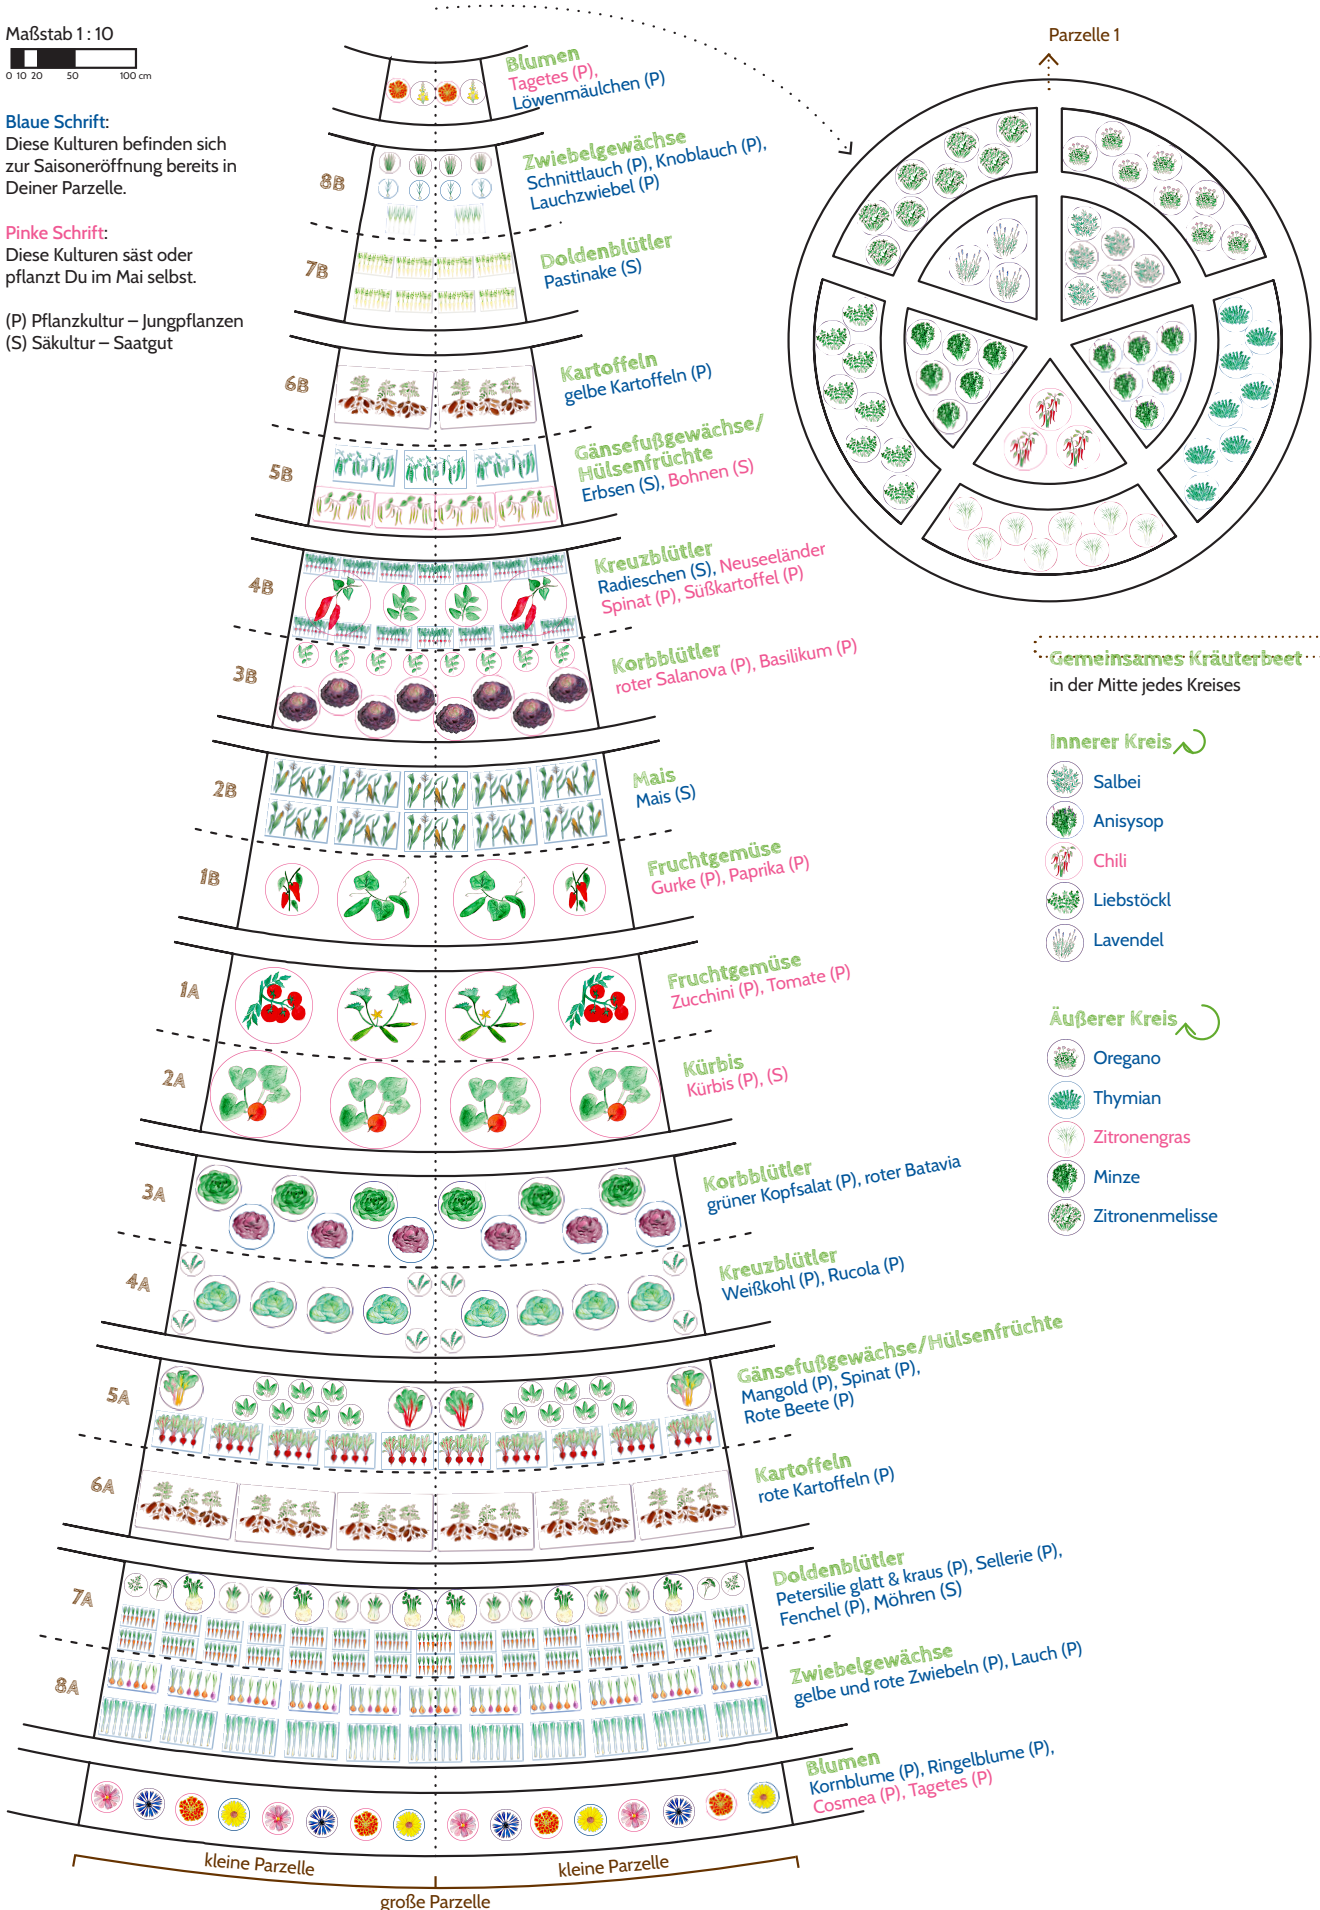 Maßstab 1 : 10
0 10 20 50 100 cm
Blaue Schrift:
Diese Kulturen befinden sich
zur Saisoneröffnung bereits in
Deiner Parzelle.
Pinke Schrift:
Diese Kulturen säst oder
pflanzt Du im Mai selbst.
(P) Pflanzkultur – Jungpflanzen
(S) Säkultur – Saatgut
Blumen
Tagetes (P),
Löwenmäulchen (P)
8B
Zwiebelgewächse
Schnittlauch (P), Knoblauch (P),
Lauchzwiebel (P)
7B
Doldenblütler
Pastinake (S)
6B
Kartoffeln
gelbe Kartoffeln (P)
5B
Gänsefußgewächse/
Hülsenfrüchte
Erbsen (S), Bohnen (S)
4B
Kreuzblütler
Radieschen (S), Neuseeländer
Spinat (P), Süßkartoffel (P)
3B
Korbblütler
roter Salanova (P), Basilikum (P)
2B
Mais
Mais (S)
1B
Fruchtgemüse
Gurke (P), Paprika (P)
1A
Fruchtgemüse
Zucchini (P), Tomate (P)
2A
Kürbis
Kürbis (P), (S)
3A
Korbblütler
grüner Kopfsalat (P), roter Batavia
4A
Kreuzblütler
Weißkohl (P), Rucola (P)
5A
Gänsefußgewächse/Hülsenfrüchte
Mangold (P), Spinat (P),
Rote Beete (P)
6A
Kartoffeln
rote Kartoffeln (P)
7A
Doldenblütler
Petersilie glatt & kraus (P), Sellerie (P),
Fenchel (P), Möhren (S)
8A
Zwiebelgewächse
gelbe und rote Zwiebeln (P), Lauch (P)
Blumen
Kornblume (P), Ringelblume (P),
Cosmea (P), Tagetes (P)
kleine Parzelle
kleine Parzelle
große Parzelle
Parzelle 1
Gemeinsames Kräuterbeet
in der Mitte jedes Kreises
Innerer Kreis
Salbei
Anisysop
Chili
Liebstöckl
Lavendel
Äußerer Kreis
Oregano
Thymian
Zitronengras
Minze
Zitronenmelisse